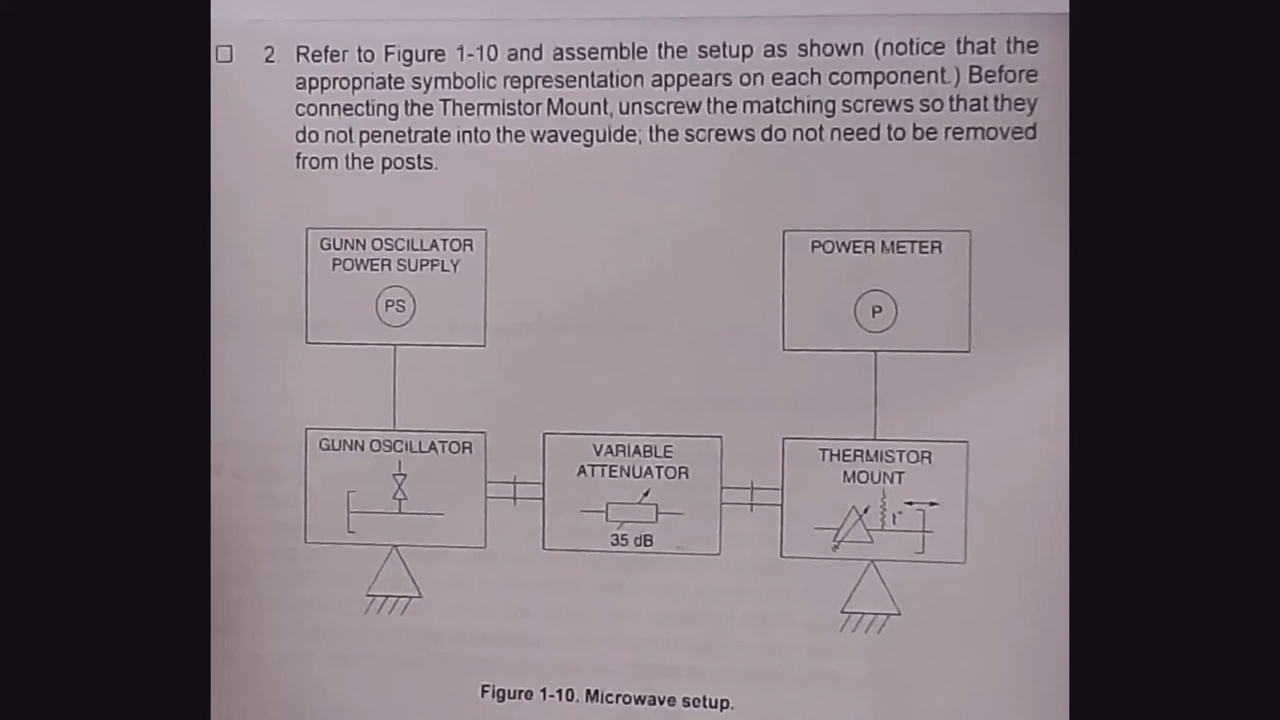 2. Refer to Figure 1-10 and assemble the setup as shown (notice that the
appropriate symbolic representation appears on each component.) Before
connecting the Thermistor Mount, unscrew the matching screws so that they
do not penetrate into the waveguide; the screws do not need to be removed
from the posts.
GUNN OSCILLATOR
POWER SUPPLY
PS
POWER METER
P
GUNN OSCILLATOR
VARIABLE
ATTENUATOR
35 dB
THERMISTOR
MOUNT
Figure 1-10. Microwave setup.